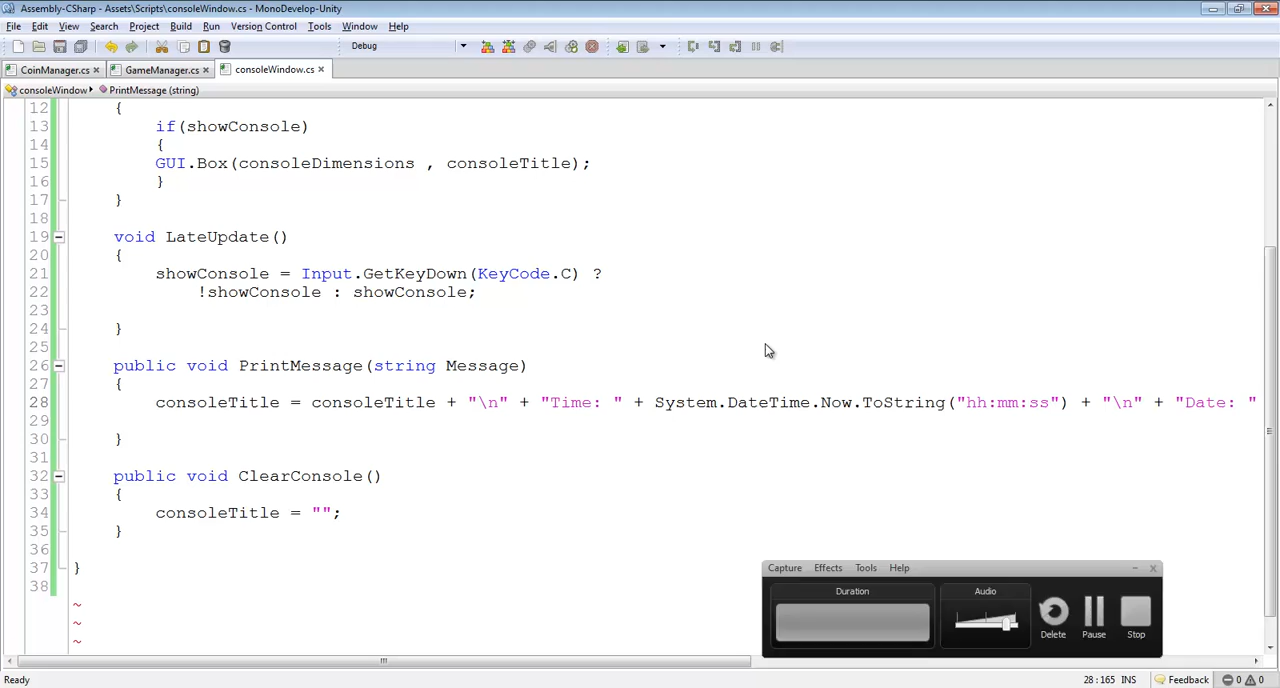 Assembly-CSharp - Assets\Scripts\consoleWindow.cs - MonoDevelop-Unity
File Edit View Search Project Build Run Version Control Tools Window Help
Debug
CoinManager.cs × GameManager.cs × consoleWindow.cs ×
consoleWindow PrintMessage (string)
12 {
13 if(showConsole)
14 {
15 GUI.Box(consoleDimensions , consoleTitle);
16 }
17 }
18
19 void LateUpdate()
20 {
21 showConsole = Input.GetKeyDown(KeyCode.C) ?
22 !showConsole : showConsole;
23
24 }
25
26 public void PrintMessage(string Message)
27 {
28 consoleTitle = consoleTitle + "\n" + "Time: " + System.DateTime.Now.ToString("hh:mm:ss") + "\n" + "Date: "
29
30 }
31
32 public void ClearConsole()
33 {
34 consoleTitle = "";
35 }
36
37 }
38
~
~
~
Capture Effects Tools Help
Duration Audio
Delete Pause Stop
Ready 28 : 165 INS Feedback 0 0